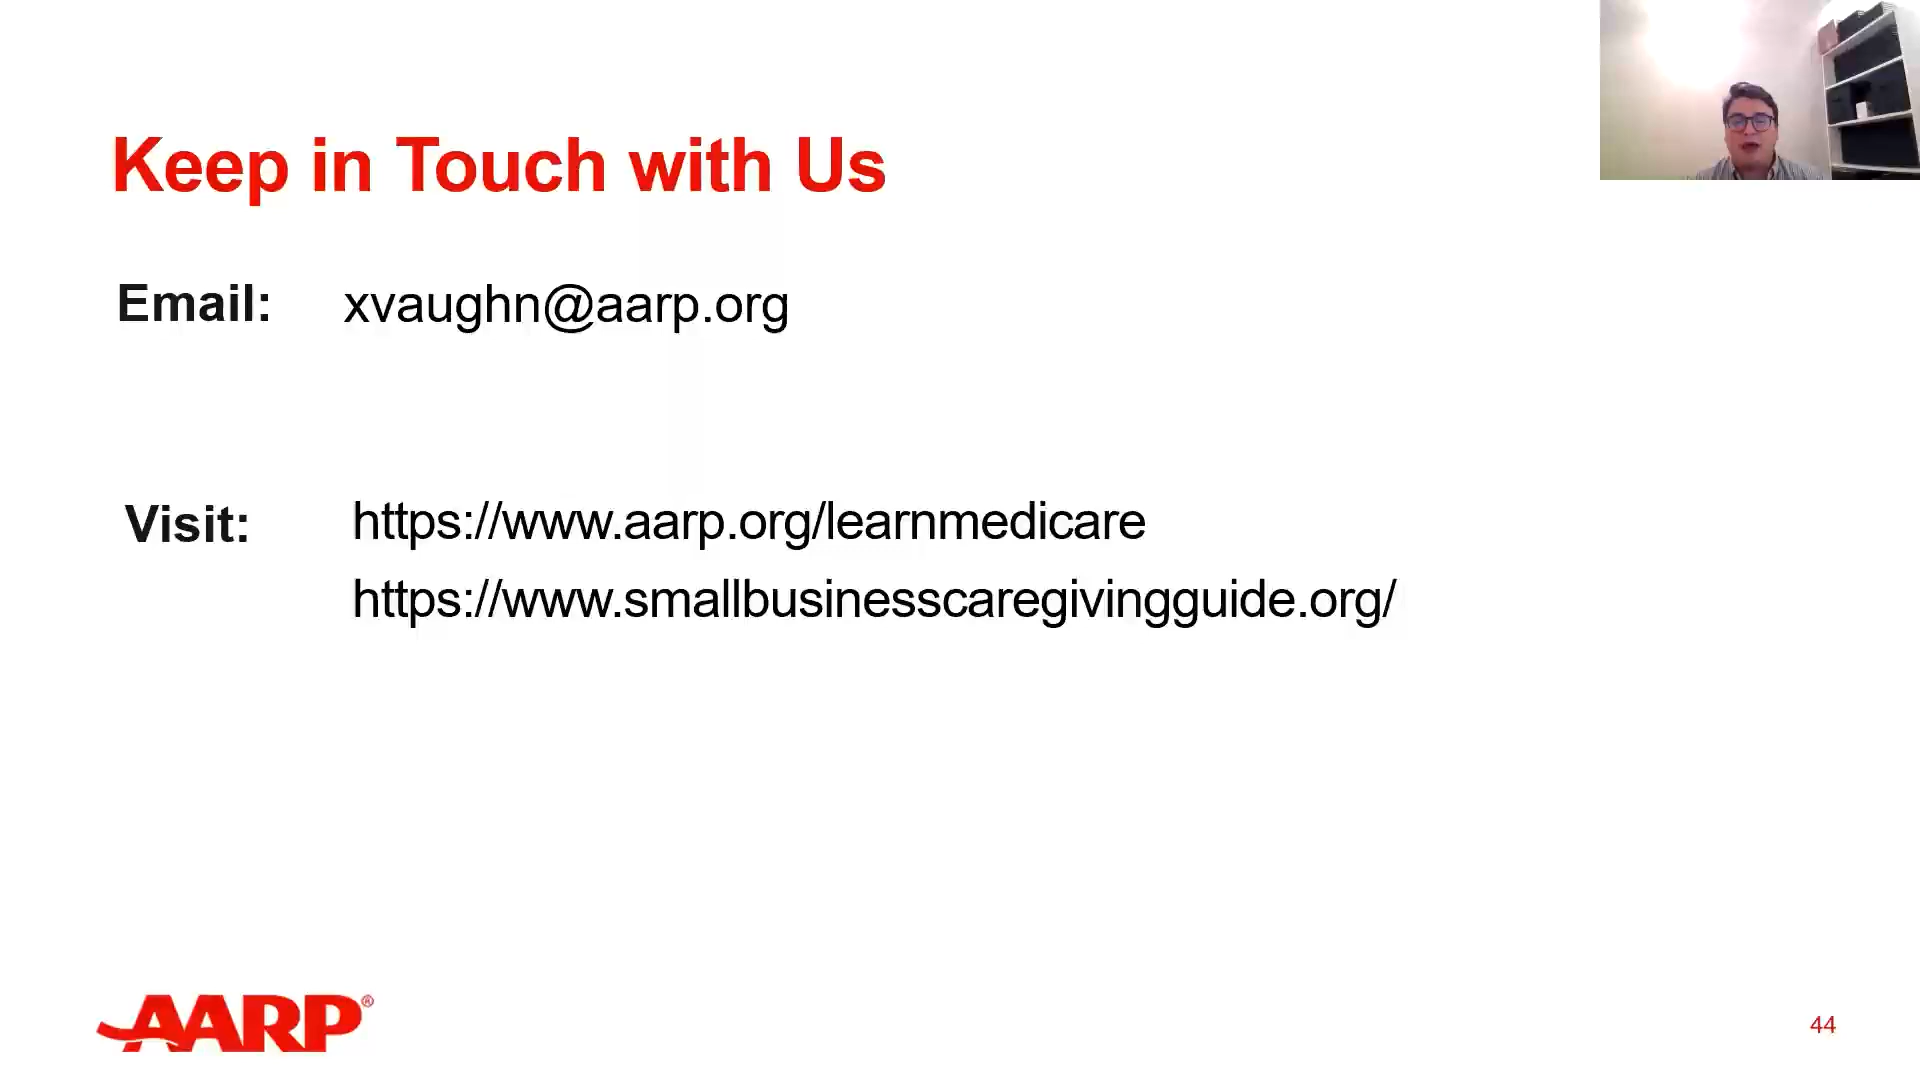 Keep in Touch with Us
Email: xvaughn@aarp.org
Visit: https://www.aarp.org/learnmedicare
https://www.smallbusinesscaregivingguide.org/
AARP®
44